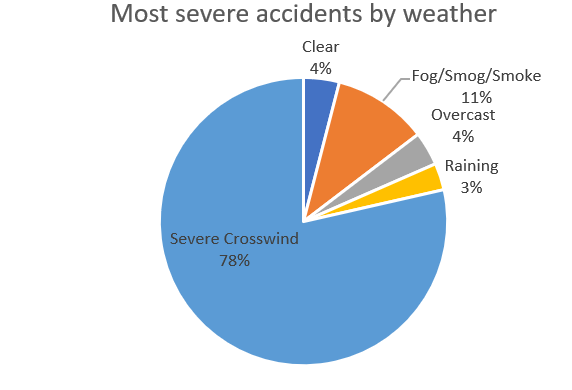 Most severe accidents by weather
Clear
4%
Fog/Smog/Smoke
11%
Overcast
4%
Raining
3%
Severe Crosswind
78%